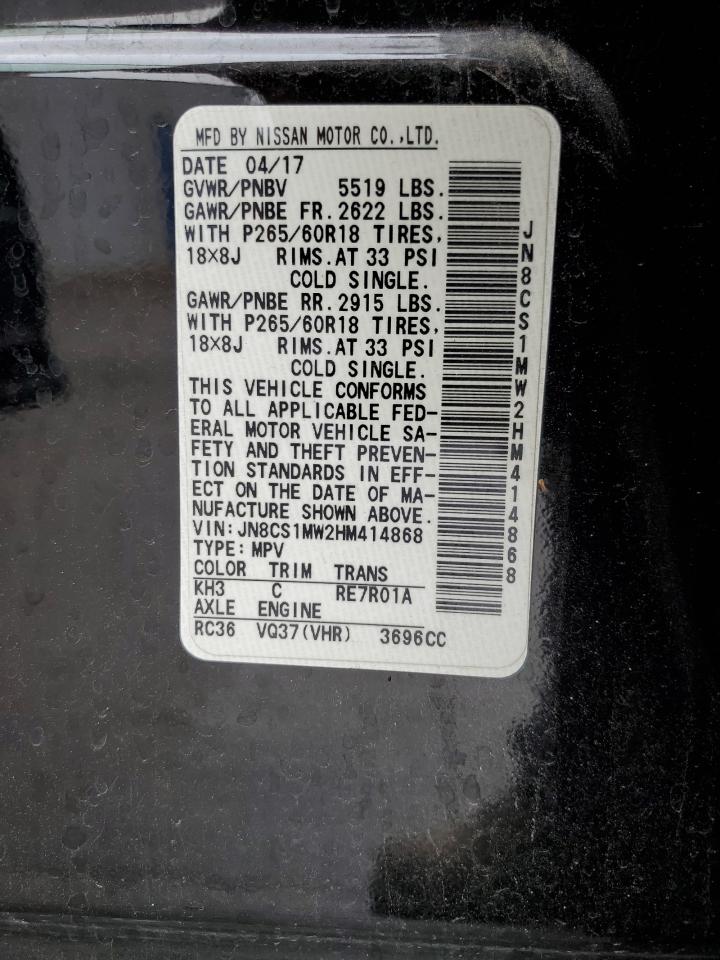 MFD BY NISSAN MOTOR CO.,LTD.
DATE 04/17
GVWR/PNBV 5519 LBS.
GAWR/PNBE FR.2622 LBS.
WITH P265/60R18 TIRES,
18×8J RIMS.AT 33 PSI
COLD SINGLE.
GAWR/PNBE RR.2915 LBS.
WITH P265/60R18 TIRES,
18×8J RIMS.AT 33 PSI
COLD SINGLE.
THIS VEHICLE CONFORMS
TO ALL APPLICABLE FED-
ERAL MOTOR VEHICLE SA-
FETY AND THEFT PREVEN-
TION STANDARDS IN EFF-
ECT ON THE DATE OF MA-
NUFACTURE SHOWN ABOVE.
VIN:JN8CS1MW2HM414868
TYPE:MPV
COLOR TRIM TRANS
KH3 C RE7R01A
AXLE ENGINE
RC36 VQ37(VHR) 3696CC
JN8CS1MW2HM414868